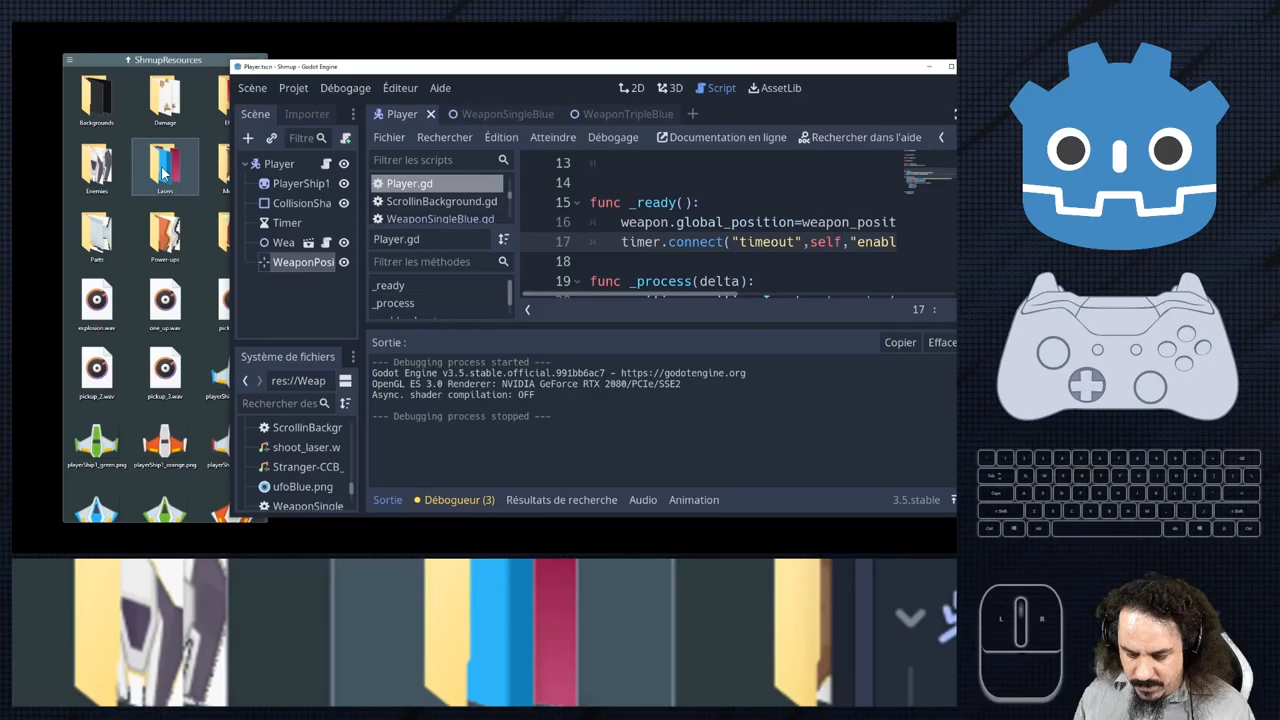 ShmupResources
Backgrounds
Damage
Enemies
Lasers
Parts
Power-ups
explosion.wav
one_up.wav
pickup_2.wav
pickup_3.wav
playerShip1_green.png
playerShip1_orange.png
Player.tscn - Shmup - Godot Engine
Scène Projet Débogage Éditeur Aide
2D 3D Script AssetLib
Scène Importer
Player WeaponSingleBlue WeaponTripleBlue
Filtre
Fichier Rechercher Édition Atteindre Débogage Documentation en ligne Rechercher dans l'aide
Player
PlayerShip1
CollisionSha
Timer
Wea
WeaponPosi
Filtrer les scripts
Player.gd
ScrollinBackground.gd
WeaponSingleBlue.gd
Player.gd
Filtrer les méthodes
_ready
_process
13
14
15 func _ready():
16 weapon.global_position=weapon_posit
17 timer.connect("timeout",self,"enabl
18
19 func _process(delta):
17 :
Système de fichiers
res://Weap
Rechercher des
ScrollinBackgr
shoot_laser.w
Stranger-CCB_
ufoBlue.png
WeaponSingle
Sortie :
Copier Efface
--- Debugging process started ---
Godot Engine v3.5.stable.official.991bb6ac7 - https://godotengine.org
OpenGL ES 3.0 Renderer: NVIDIA GeForce RTX 2080/PCIe/SSE2
Async. shader compilation: OFF
--- Debugging process stopped ---
Sortie Débogueur (3) Résultats de recherche Audio Animation 3.5.stable
L R